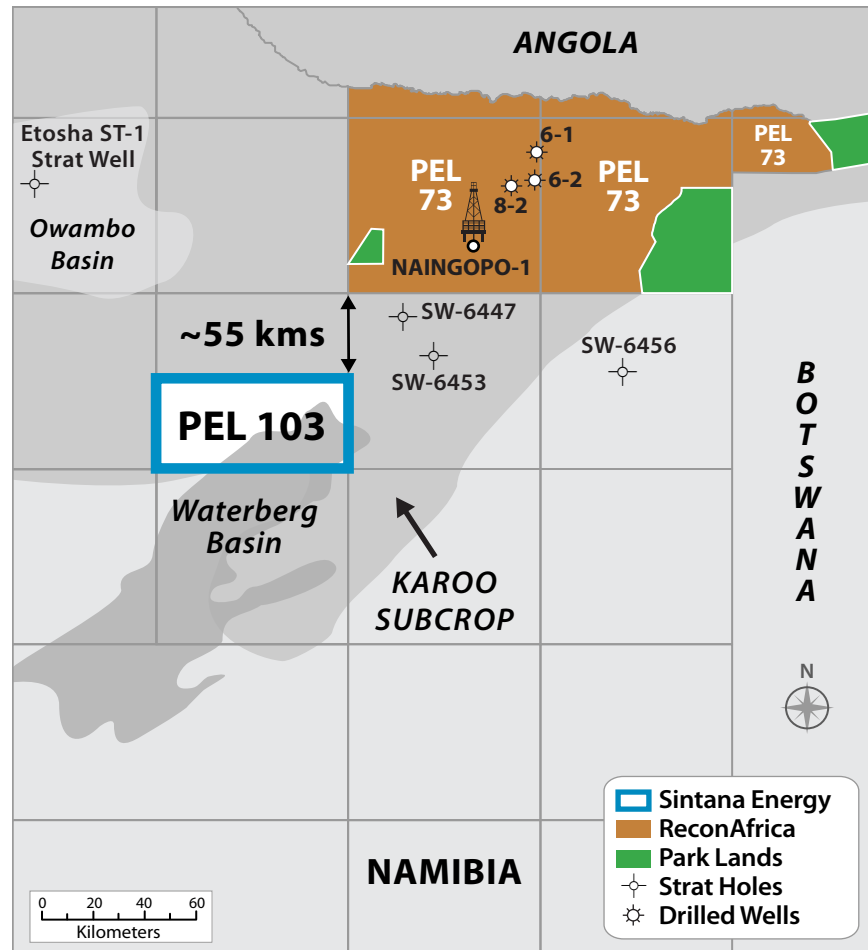 ANGOLA
Etosha ST-1
Strat Well
Owambo
Basin
PEL
73
6-1
6-2
8-2
PEL
73
PEL
73
NAINGOPO-1
~55 kms
SW-6447
SW-6453
SW-6456
PEL 103
Waterberg
Basin
KAROO
SUBCROP
B
O
T
S
W
A
N
A
N
NAMIBIA
Sintana Energy
ReconAfrica
Park Lands
Strat Holes
Drilled Wells
0 20 40 60
Kilometers